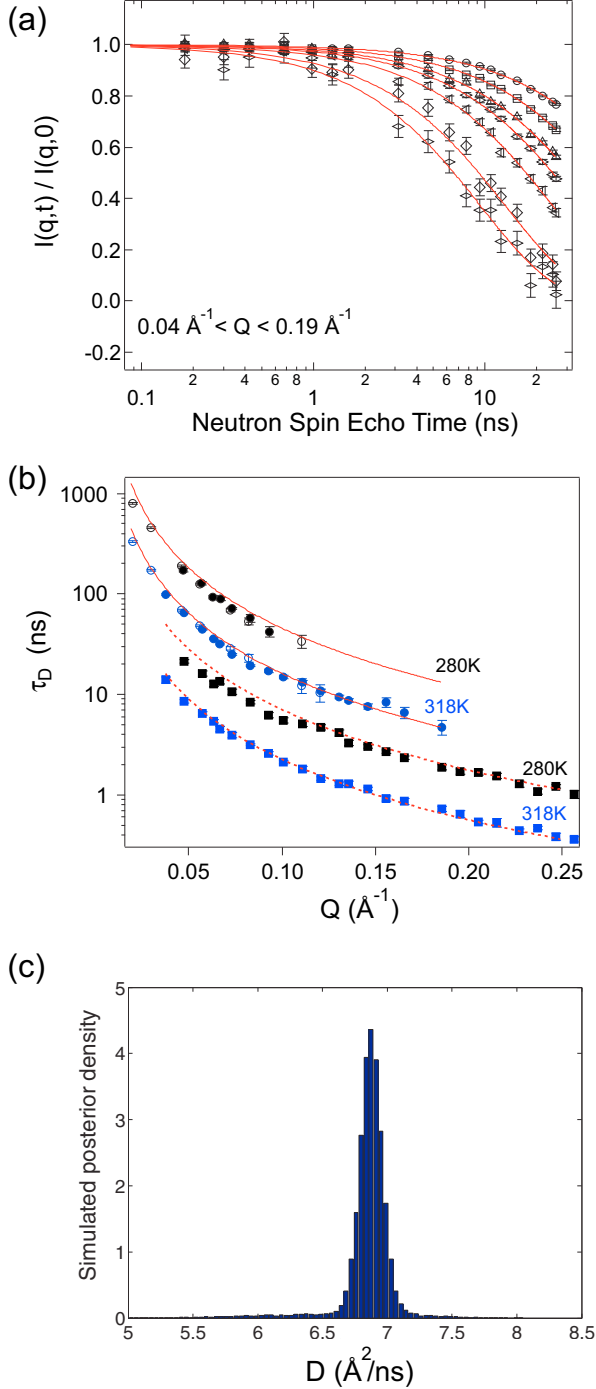 (a)
1.0
0.8
0.6
0.4
0.2
0.0
-0.2
I(q,t) / I(q,0)
0.04 Å⁻¹ < Q < 0.19 Å⁻¹
0.1 2 4 6 8 1 2 4 6 8 10 2
Neutron Spin Echo Time (ns)
(b)
1000
100
10
1
τD (ns)
280K
318K
280K
318K
0.05 0.10 0.15 0.20 0.25
Q (Å⁻¹)
(c)
5
4
3
2
1
0
Simulated posterior density
5 5.5 6 6.5 7 7.5 8 8.5
D (Å²/ns)